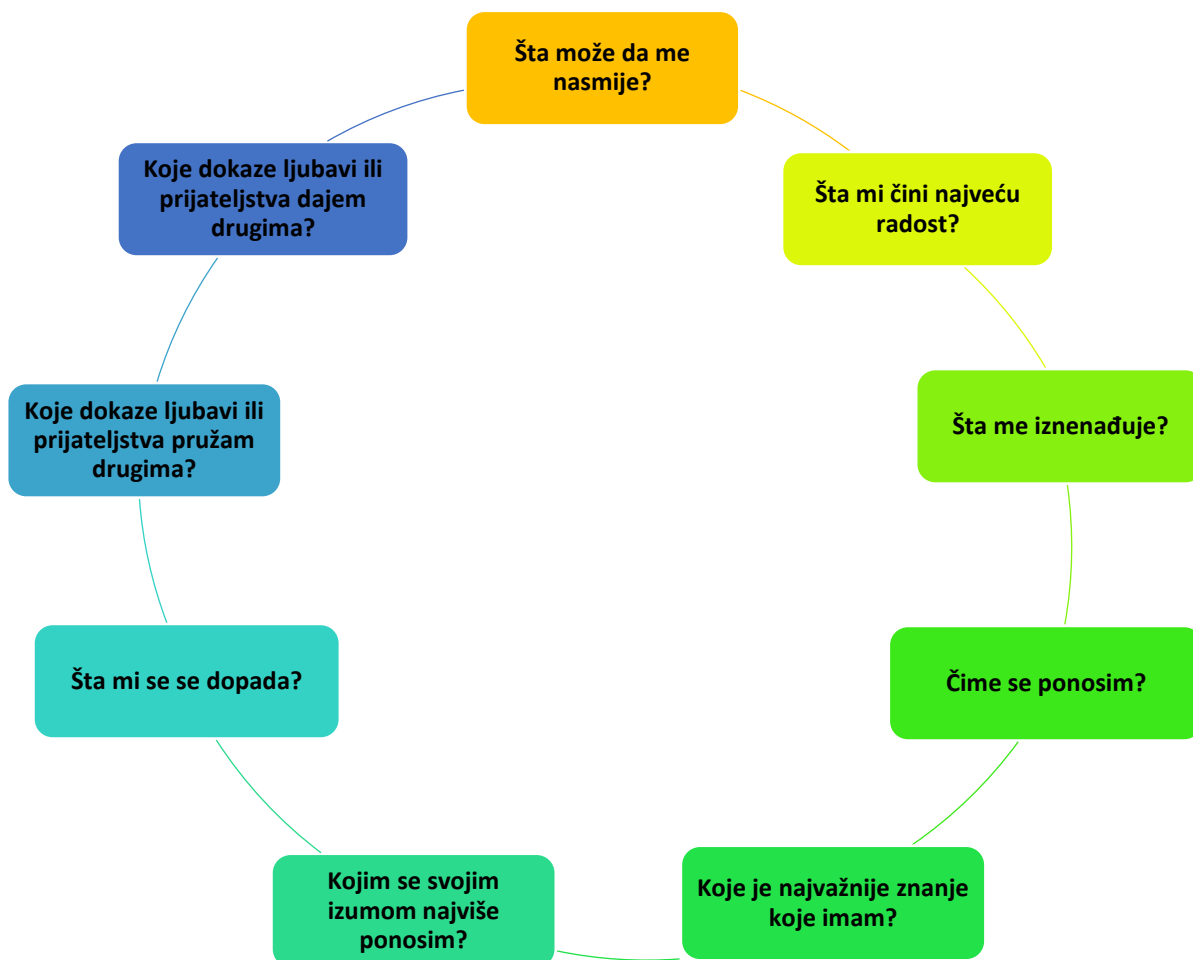 Šta može da me
nasmije?
Šta mi čini najveću
radost?
Šta me iznenađuje?
Čime se ponosim?
Koje je najvažnije znanje
koje imam?
Kojim se svojim
izumom najviše
ponosim?
Šta mi se se dopada?
Koje dokaze ljubavi ili
prijateljstva pružam
drugima?
Koje dokaze ljubavi ili
prijateljstva dajem
drugima?